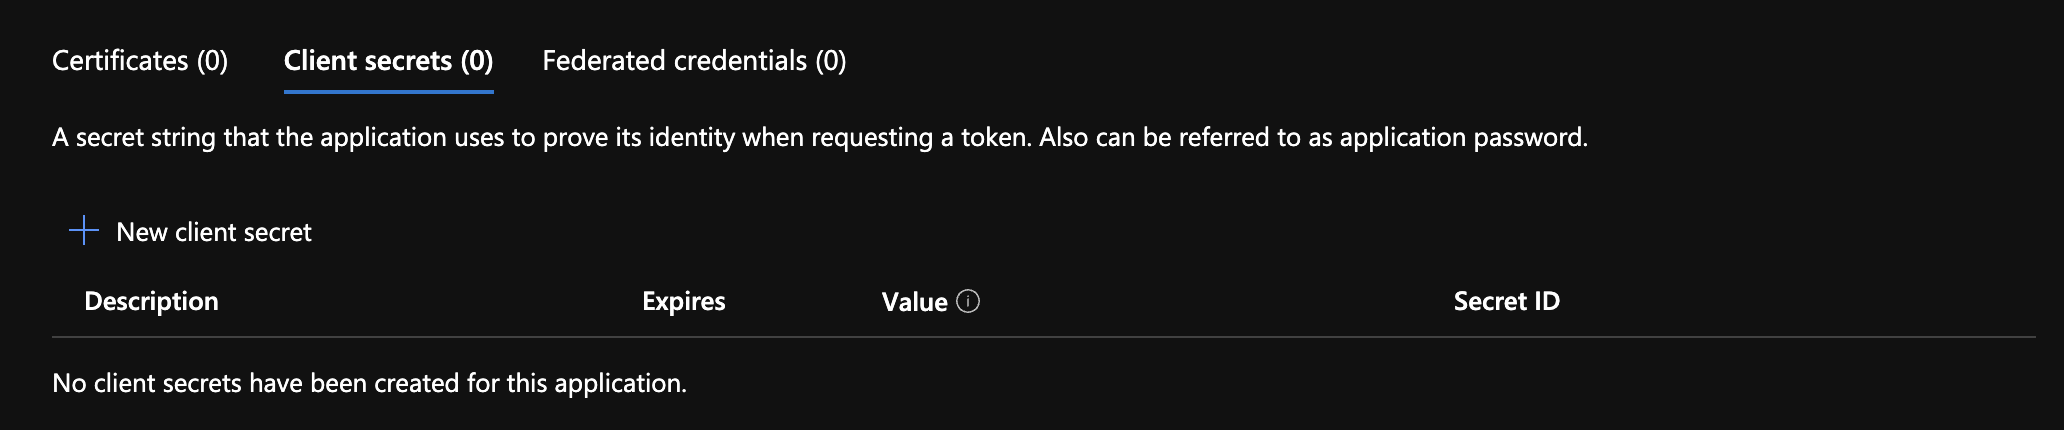 Certificates (0) Client secrets (0) Federated credentials (0)
A secret string that the application uses to prove its identity when requesting a token. Also can be referred to as application password.
New client secret
Description Expires Value Secret ID
No client secrets have been created for this application.